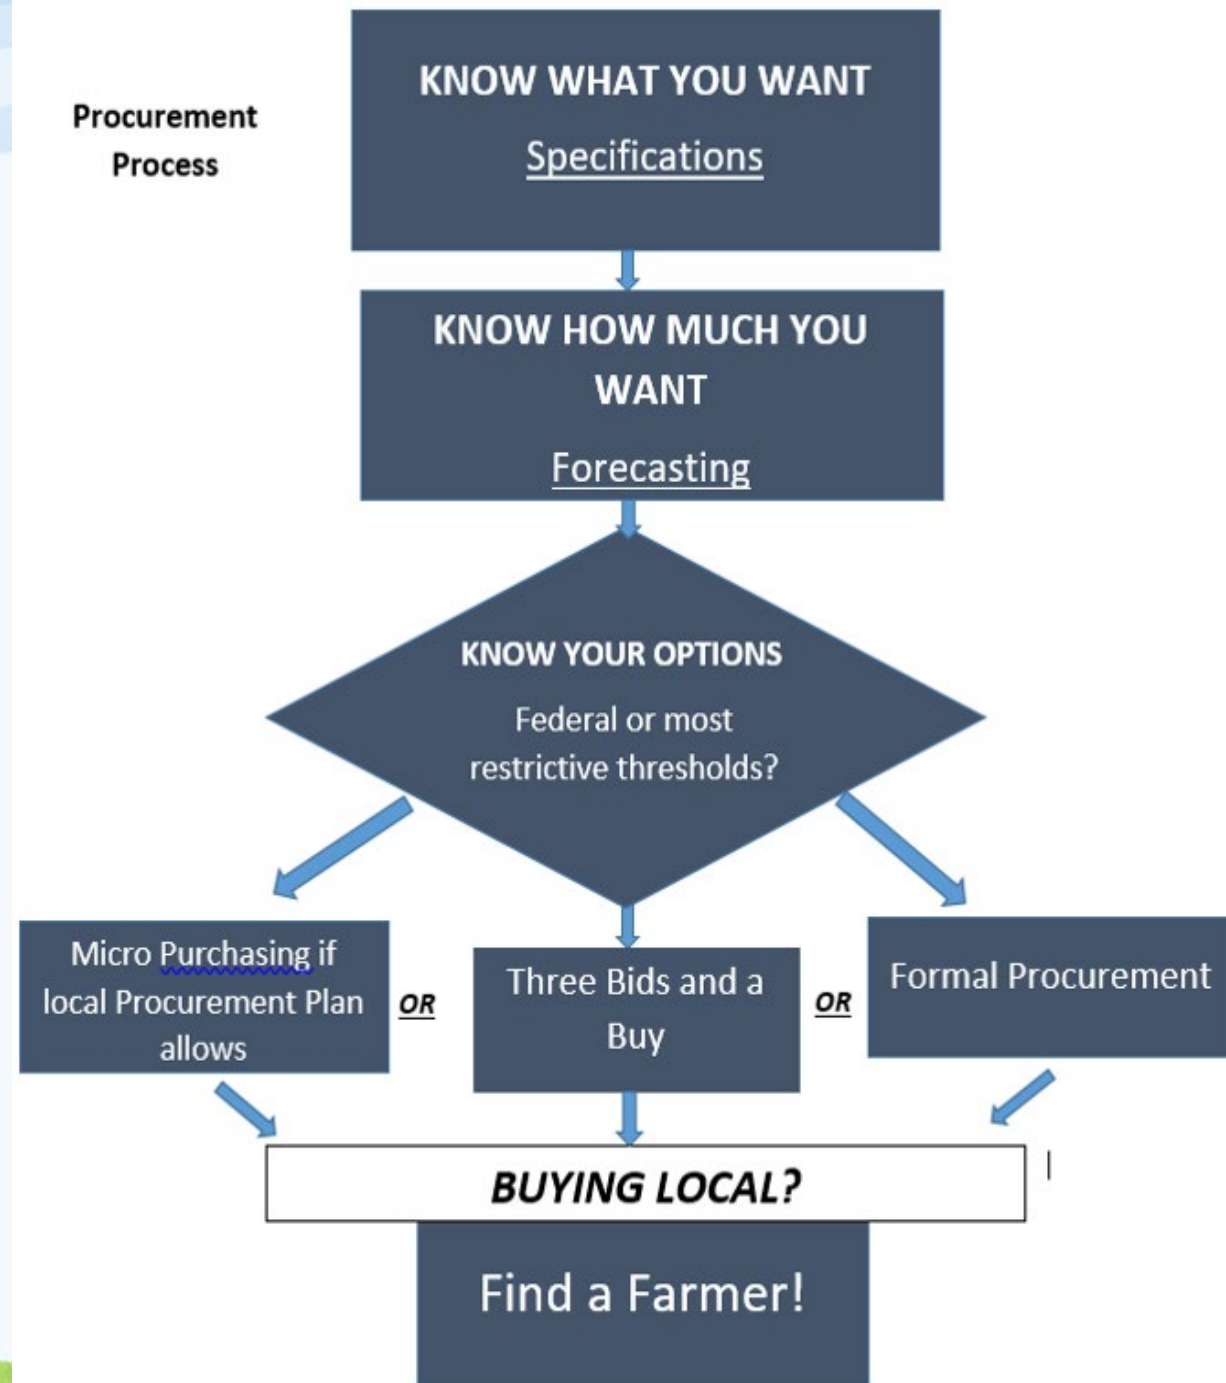 Procurement
Process
KNOW WHAT YOU WANT
Specifications
KNOW HOW MUCH YOU
WANT
Forecasting
KNOW YOUR OPTIONS
Federal or most
restrictive thresholds?
Micro Purchasing if
local Procurement Plan
allows
OR
Three Bids and a
Buy
OR
Formal Procurement
BUYING LOCAL?
Find a Farmer!